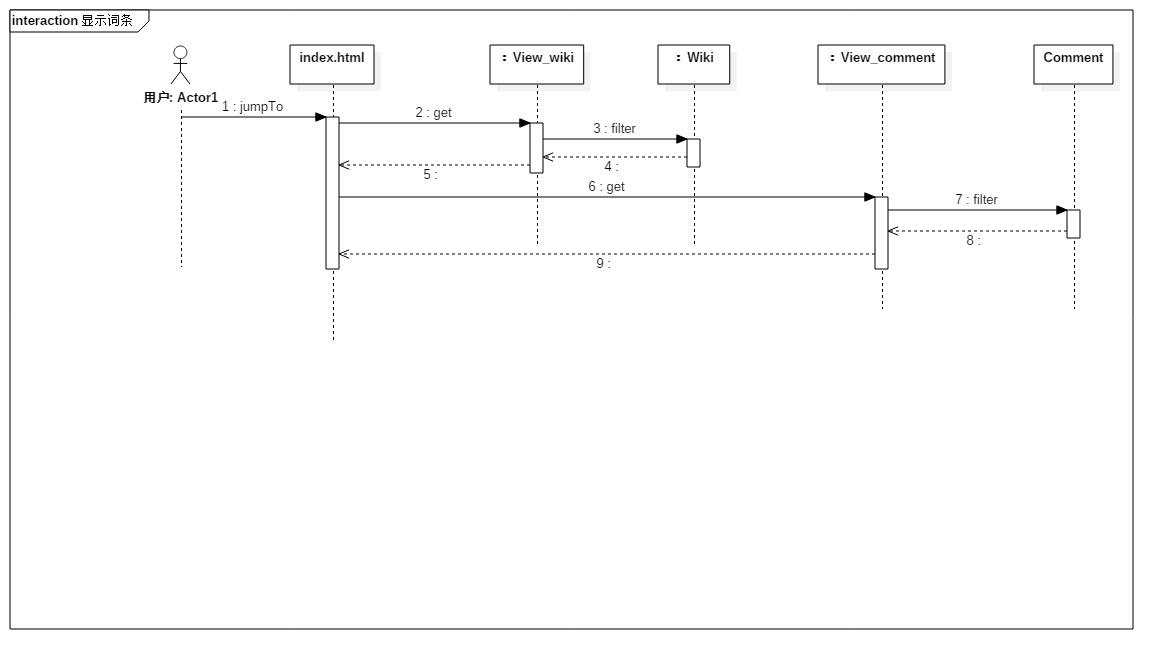 interaction 显示词条
用户: Actor1
index.html
: View_wiki
: Wiki
: View_comment
Comment
1 : jumpTo
2 : get
3 : filter
4 :
5 :
6 : get
7 : filter
8 :
9 :